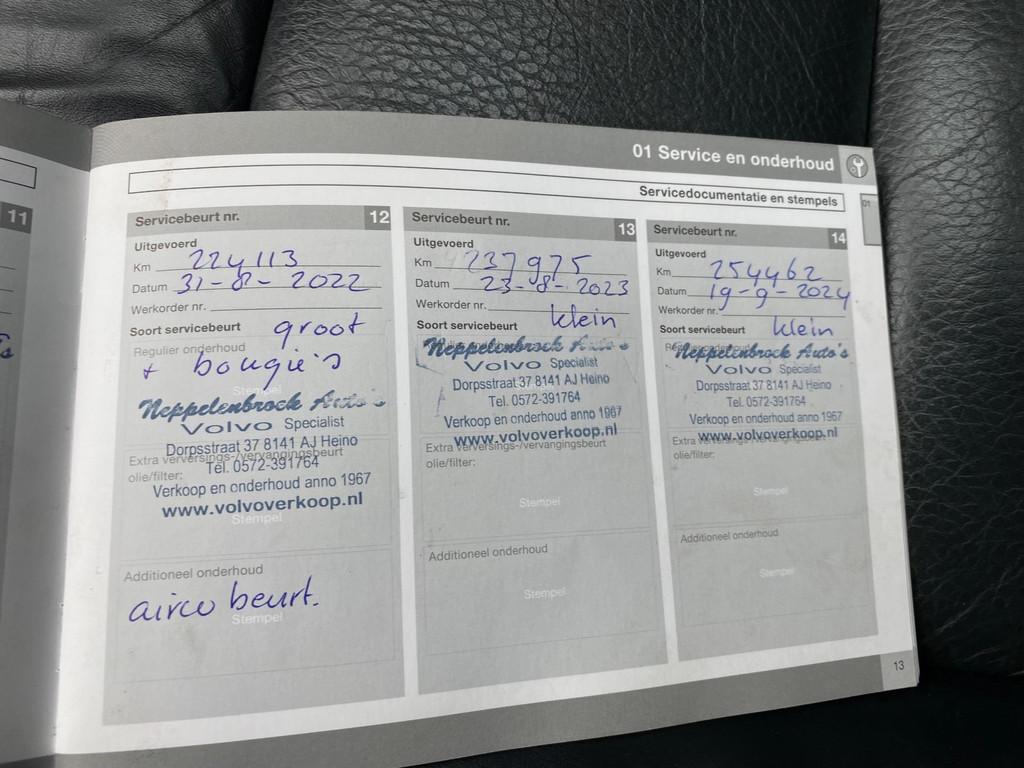 11
01 Service en onderhoud
Servicedocumentatie en stempels
01
Servicebeurt nr. 12
Uitgevoerd
Km 224113
Datum 31-8-2022
Werkorder nr.
Soort servicebeurt groot
Regulier onderhoud
+ bougie's
Stempel
Neppelenbroek Auto's
Volvo Specialist
Dorpsstraat 37 8141 AJ Heino
Extra verversings-/vervangingsbeurt
Tel. 0572-391764
olie/filter:
Verkoop en onderhoud anno 1967
www.volvoverkoop.nl
Stempel
Additioneel onderhoud
airco beurt.
Stempel
Servicebeurt nr. 13
Uitgevoerd
Km 237975
Datum 23-8-2023
Werkorder nr.
klein
Soort servicebeurt
Neppelenbroek Auto's
Volvo Specialist
Dorpsstraat 37 8141 AJ Heino
Tel. 0572-391764
Verkoop en onderhoud anno 1967
www.volvoverkoop.nl
Extra verversings-/vervangingsbeurt
olie/filter:
Stempel
Additioneel onderhoud
Stempel
Servicebeurt nr. 14
Uitgevoerd
Km 254462
Datum 19-9-2024
Werkorder nr.
Soort servicebeurt klein
Neppelenbroek Auto's
Volvo Specialist
Dorpsstraat 37 8141 AJ Heino
Tel. 0572-391764
Verkoop en onderhoud anno 1967
www.volvoverkoop.nl
Extra verversings-/vervangingsbeurt
olie/filter:
Stempel
Additioneel onderhoud
Stempel
13